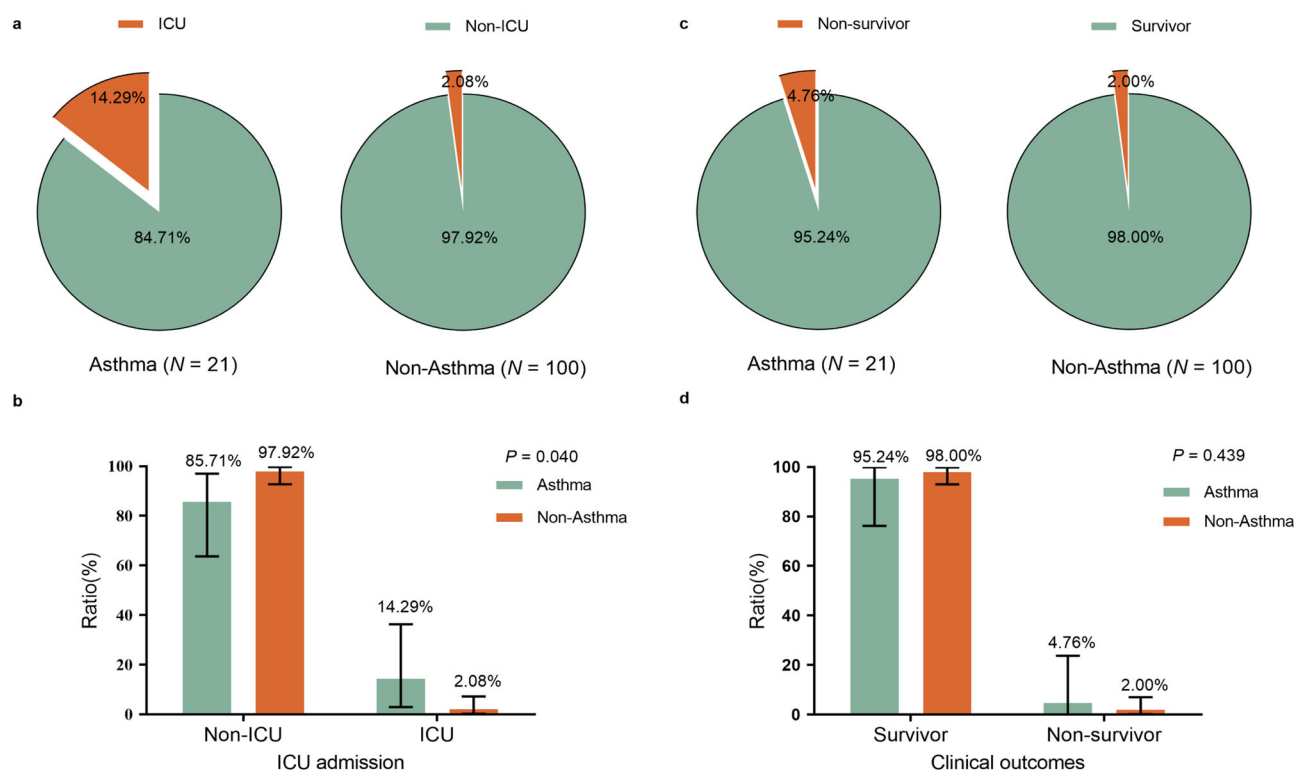 a
ICU
Non-ICU
14.29%
84.71%
2.08%
97.92%
Asthma (N = 21)
Non-Asthma (N = 100)
c
Non-survivor
Survivor
4.76%
95.24%
2.00%
98.00%
Asthma (N = 21)
Non-Asthma (N = 100)
b
85.71%
97.92%
14.29%
2.08%
P = 0.040
Asthma
Non-Asthma
Ratio(%)
100
80
60
40
20
0
Non-ICU
ICU
ICU admission
d
95.24%
98.00%
4.76%
2.00%
P = 0.439
Asthma
Non-Asthma
Ratio(%)
100
80
60
40
20
0
Survivor
Non-survivor
Clinical outcomes